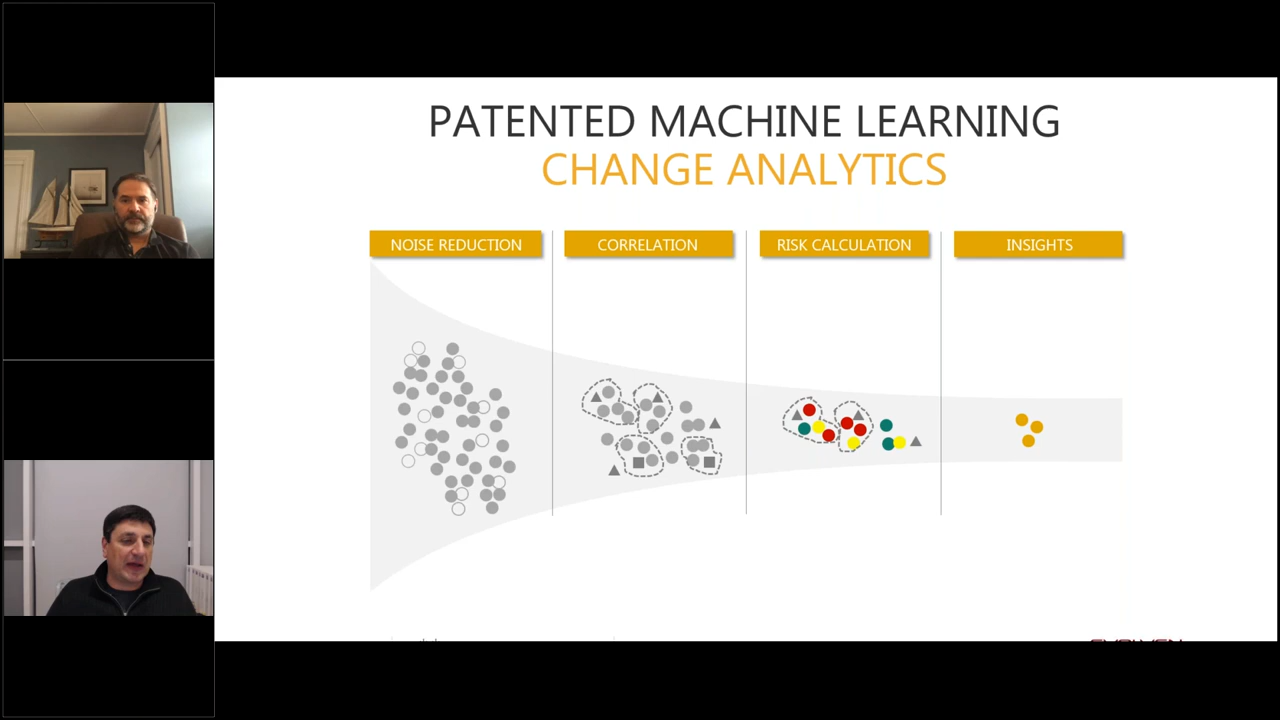 PATENTED MACHINE LEARNING
CHANGE ANALYTICS
NOISE REDUCTION
CORRELATION
RISK CALCULATION
INSIGHTS